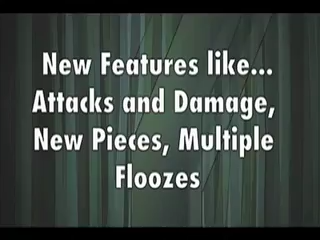 New Features like...
Attacks and Damage,
New Pieces, Multiple
Floozes